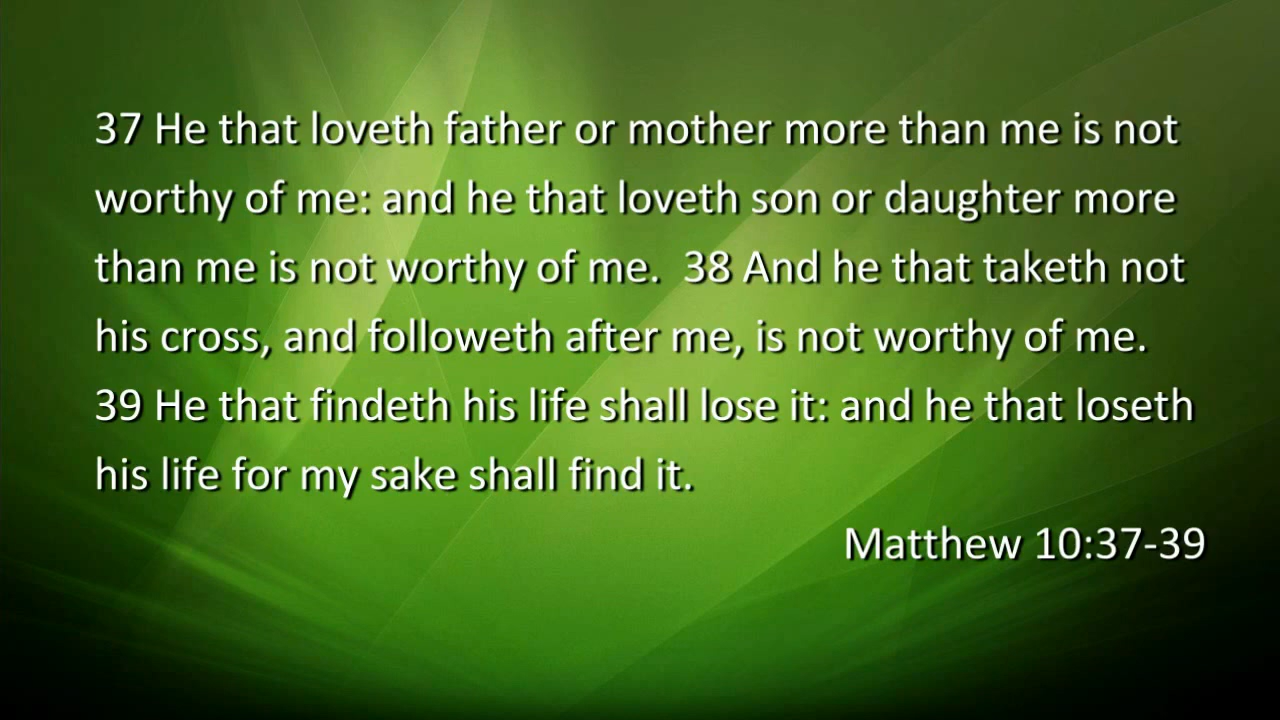 37 He that loveth father or mother more than me is not
worthy of me: and he that loveth son or daughter more
than me is not worthy of me.  38 And he that taketh not
his cross, and followeth after me, is not worthy of me.
39 He that findeth his life shall lose it: and he that loseth
his life for my sake shall find it.
Matthew 10:37-39